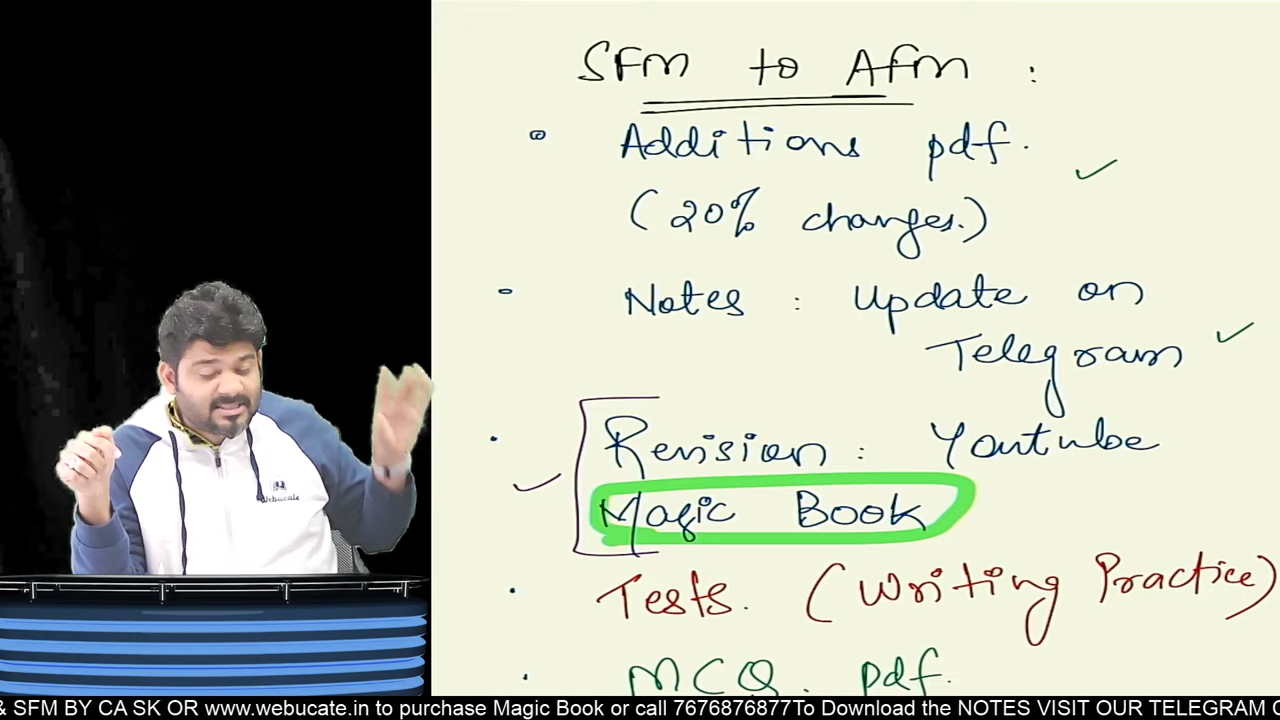 SFM to AFM :
Additions pdf.
(20% changes.)
Notes : Update on
Telegram
Revision : Youtube
Magic Book
Tests. (Writing Practice)
MCQ. pdf.
Webucate
& SFM BY CA SK OR www.webucate.in to purchase Magic Book or call 7676876877To Download the NOTES VISIT OUR TELEGRAM C